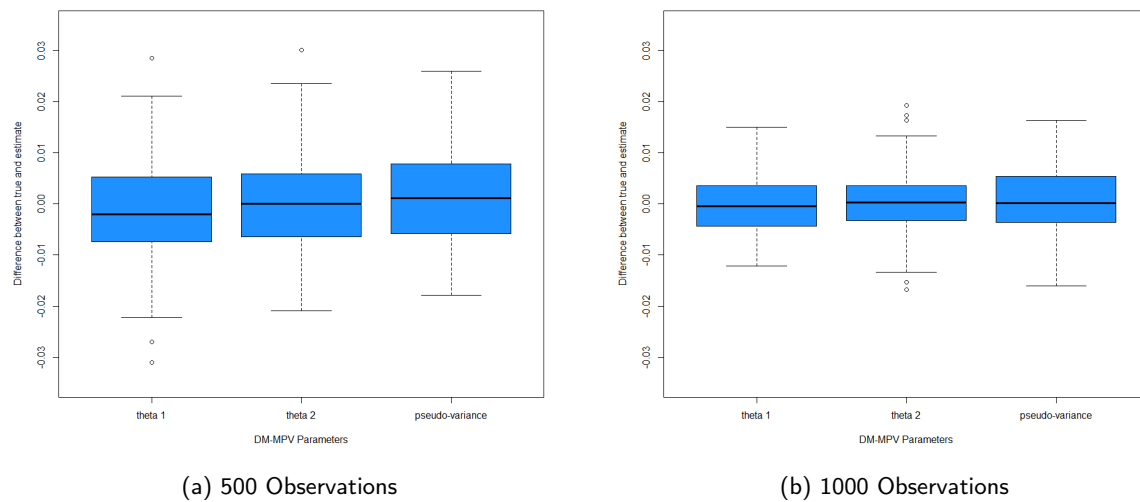 Difference between true and estimate
0.03
0.02
0.01
0.00
-0.01
-0.02
-0.03
theta 1
theta 2
pseudo-variance
DM-MPV Parameters
(a) 500 Observations
Difference between true and estimate
0.03
0.02
0.01
0.00
-0.01
-0.02
-0.03
theta 1
theta 2
pseudo-variance
DM-MPV Parameters
(b) 1000 Observations